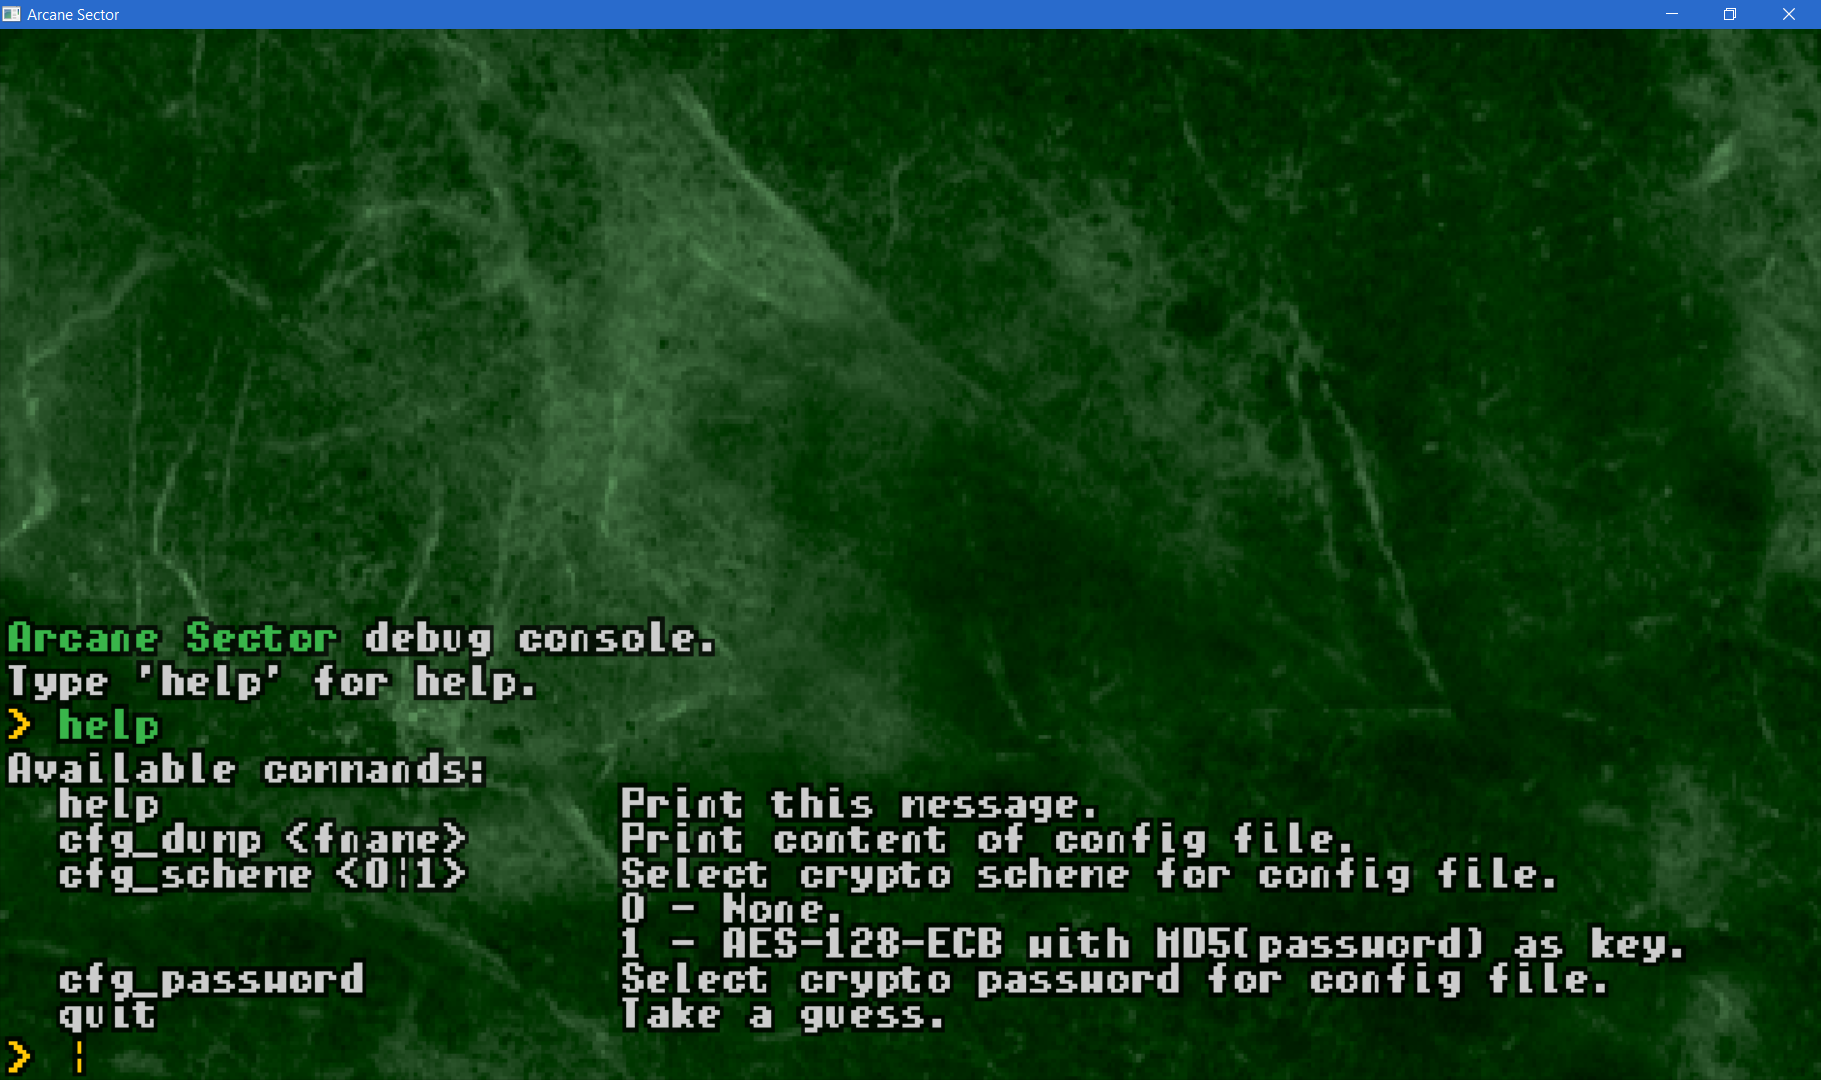 Arcane Sector
Arcane Sector debug console.
Type 'help' for help.
> help
Available commands:
help Print this message.
cfg_dump <fname> Print content of config file.
cfg_scheme <0|1> Select crypto scheme for config file.
0 - None.
1 - AES-128-ECB with MD5(password) as key.
cfg_password Select crypto password for config file.
quit Take a guess.
>